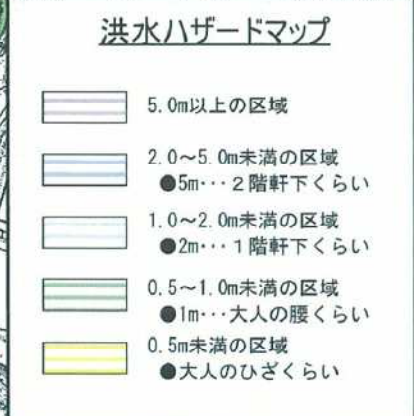 洪水ハザードマップ
5.0m以上の区域
2.0～5.0m未満の区域
●5m・・・2階軒下くらい
1.0～2.0m未満の区域
●2m・・・1階軒下くらい
0.5～1.0m未満の区域
●1m・・・大人の腰くらい
0.5m未満の区域
●大人のひざくらい